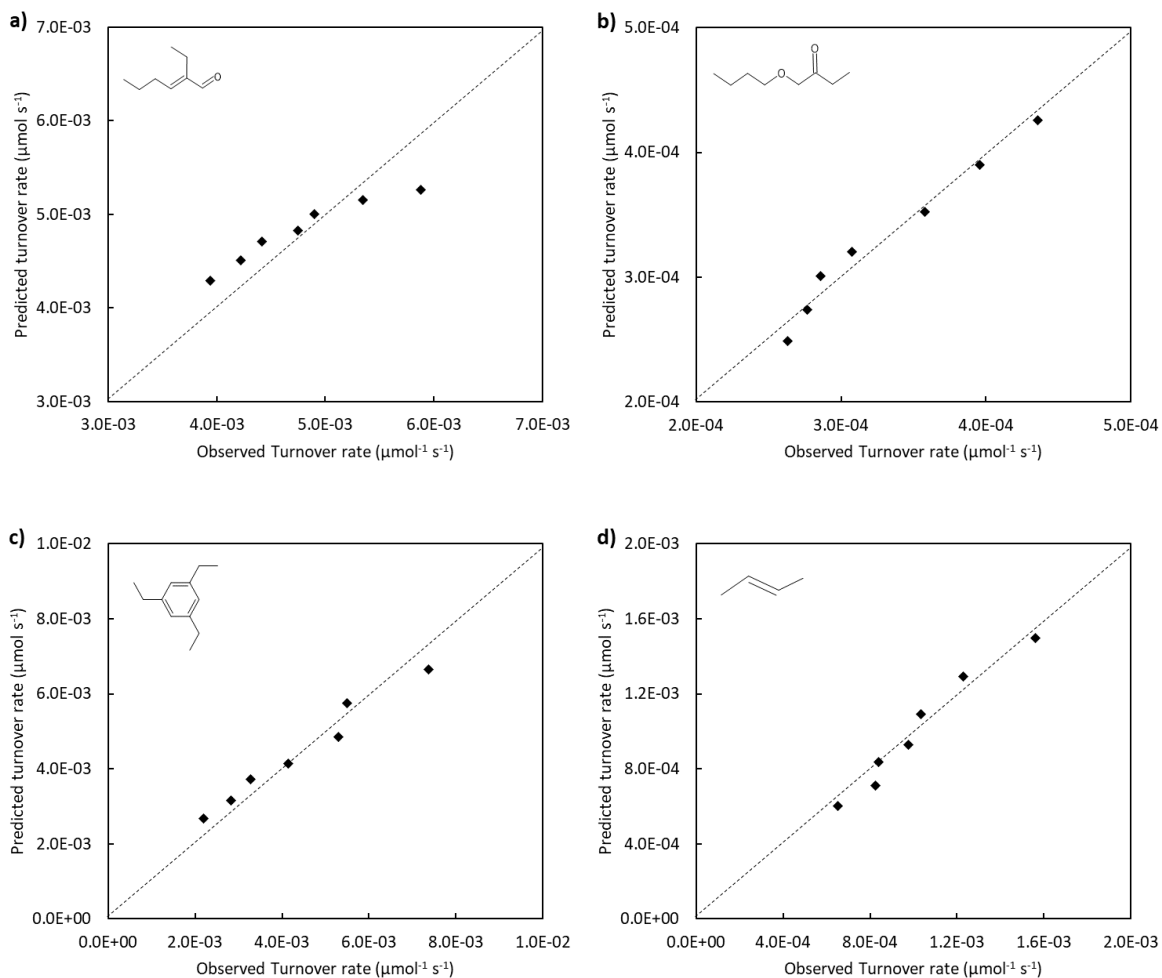 a)
7.0E-03
6.0E-03
5.0E-03
4.0E-03
3.0E-03
Predicted turnover rate (µmol s⁻¹)
O
3.0E-03 4.0E-03 5.0E-03 6.0E-03 7.0E-03
Observed Turnover rate (µmol⁻¹ s⁻¹)
b)
5.0E-04
4.0E-04
3.0E-04
2.0E-04
Predicted turnover rate (µmol s⁻¹)
O
O
2.0E-04 3.0E-04 4.0E-04 5.0E-04
Observed Turnover rate (µmol⁻¹ s⁻¹)
c)
1.0E-02
8.0E-03
6.0E-03
4.0E-03
2.0E-03
0.0E+00
Predicted turnover rate (µmol s⁻¹)
0.0E+00 2.0E-03 4.0E-03 6.0E-03 8.0E-03 1.0E-02
Observed Turnover rate (µmol⁻¹ s⁻¹)
d)
2.0E-03
1.6E-03
1.2E-03
8.0E-04
4.0E-04
0.0E+00
Predicted turnover rate (µmol s⁻¹)
0.0E+00 4.0E-04 8.0E-04 1.2E-03 1.6E-03 2.0E-03
Observed Turnover rate (µmol⁻¹ s⁻¹)